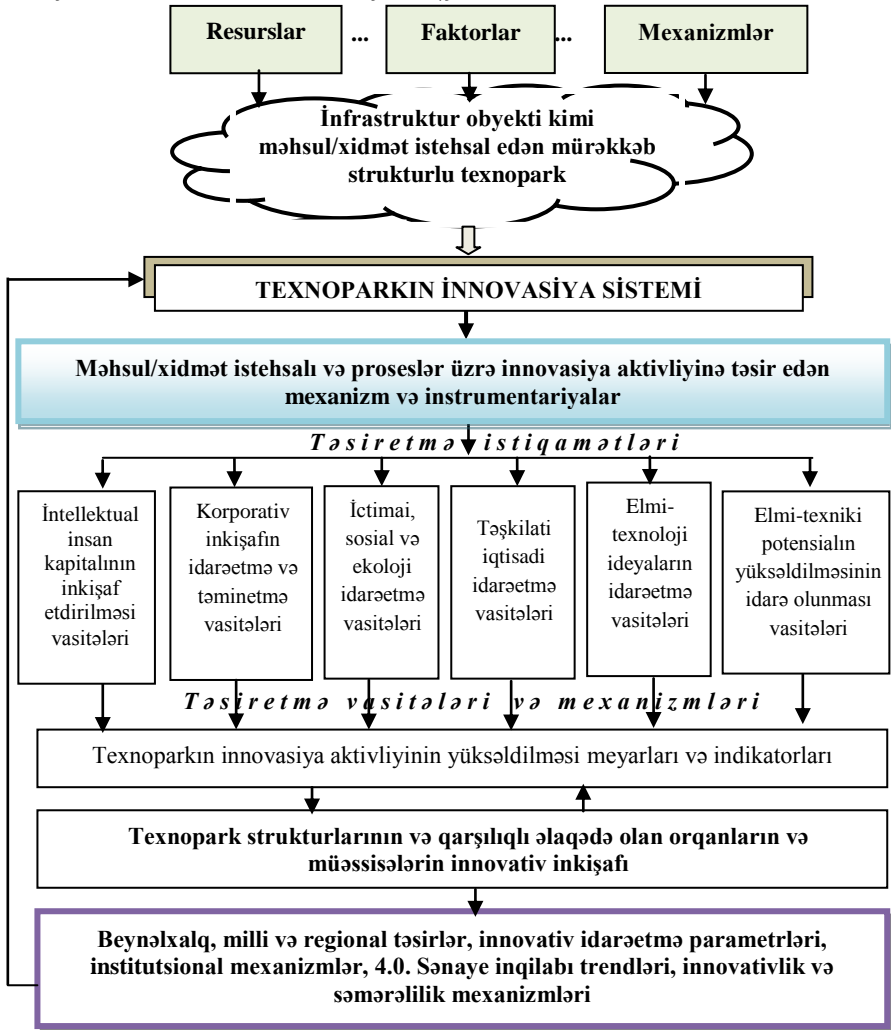 Resurslar ... Faktorlar ... Mexanizmlər
İnfrastruktur obyekti kimi
məhsul/xidmət istehsal edən mürəkkəb
strukturlu texnopark
TEXNOPARKIN İNNOVASİYA SİSTEMİ
Məhsul/xidmət istehsalı və proseslər üzrə innovasiya aktivliyinə təsir edən
mexanizm və instrumentariyalar
Təsiretmə istiqamətləri
İntellektual
insan
kapitalının
inkişaf
etdirilməsi
vasitələri
Korporativ
inkişafın
idarəetmə və
təminetmə
vasitələri
İctimai,
sosial və
ekoloji
idarəetmə
vasitələri
Təşkilati
iqtisadi
idarəetmə
vasitələri
Elmi-
texnoloji
ideyaların
idarəetmə
vasitələri
Elmi-texniki
potensialın
yüksəldilməsinin
idarə olunması
vasitələri
Təsiretmə vasitələri və mexanizmləri
Texnoparkın innovasiya aktivliyinin yüksəldilməsi meyarları və indikatorları
Texnopark strukturlarının və qarşılıqlı əlaqədə olan orqanların və
müəssisələrin innovativ inkişafı
Beynəlxalq, milli və regional təsirlər, innovativ idarəetmə parametrləri,
institutsional mexanizmlər, 4.0. Sənaye inqilabı trendləri, innovativlik və
səmərəlilik mexanizmləri